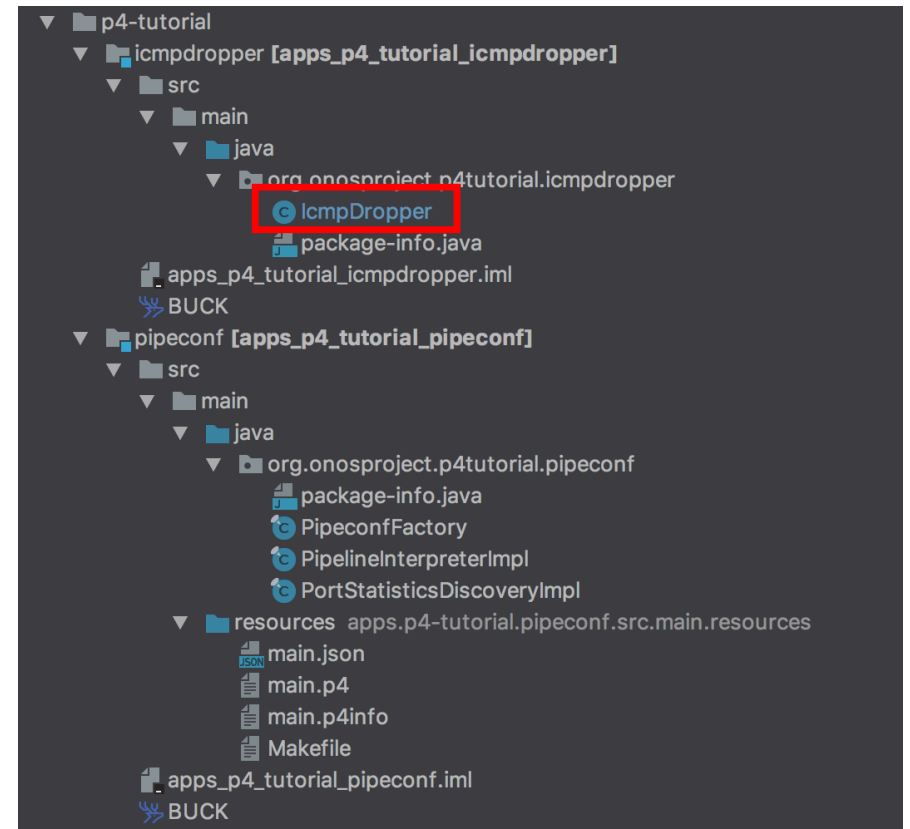 p4-tutorial
icmpdropper [apps_p4_tutorial_icmpdropper]
src
main
java
org.onosproject.p4tutorial.icmpdropper
IcmpDropper
package-info.java
apps_p4_tutorial_icmpdropper.iml
BUCK
pipeconf [apps_p4_tutorial_pipeconf]
src
main
java
org.onosproject.p4tutorial.pipeconf
package-info.java
PipeconfFactory
PipelineInterpreterImpl
PortStatisticsDiscoveryImpl
resources apps.p4-tutorial.pipeconf.src.main.resources
main.json
main.p4
main.p4info
Makefile
apps_p4_tutorial_pipeconf.iml
BUCK